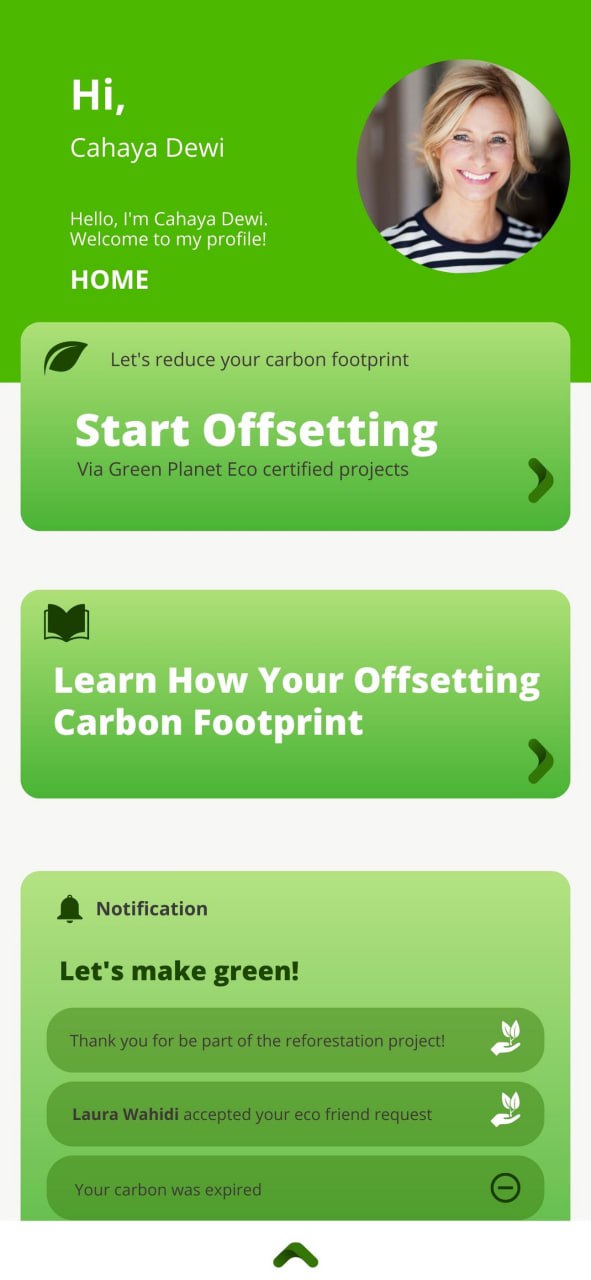 Hi,
Cahaya Dewi
Hello, I'm Cahaya Dewi.
Welcome to my profile!
HOME
Let's reduce your carbon footprint
Start Offsetting
Via Green Planet Eco certified projects
Learn How Your Offsetting
Carbon Footprint
Notification
Let's make green!
Thank you for be part of the reforestation project!
Laura Wahidi accepted your eco friend request
Your carbon was expired